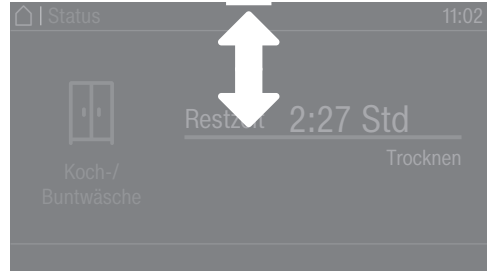 | Status 11:02
Restzeit 2:27 Std
Trocknen
Koch-/
Buntwäsche